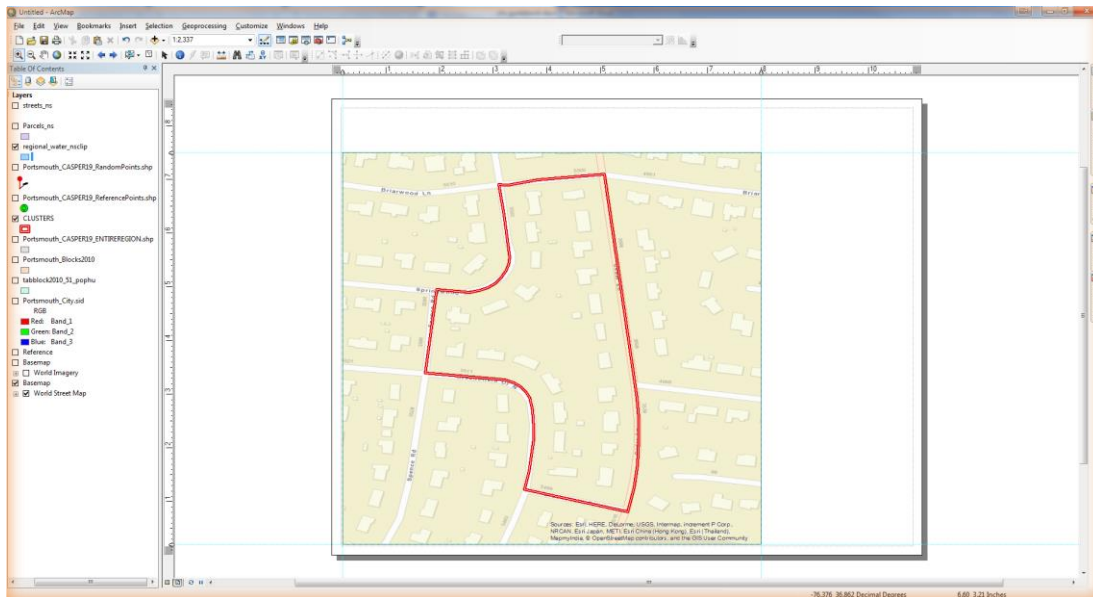 Untitled - ArcMap
File Edit View Bookmarks Insert Selection Geoprocessing Customize Windows Help
1:2,337
Table Of Contents
Layers
streets_ns
Parcels_ns
regional_water_nsclip
Portsmouth_CASPER19_RandomPoints.shp
Portsmouth_CASPER19_ReferencePoints.shp
CLUSTERS
Portsmouth_CASPER19_ENTIREREGION.shp
Portsmouth_Blocks2010
tabblock2010_51_pophu
Portsmouth_City.sid
RGB
Red: Band_1
Green: Band_2
Blue: Band_3
Reference
Basemap
World Imagery
Basemap
World Street Map
Briarwood Ln
Spence Rd
Sources: Esri, HERE, DeLorme, USGS, Intermap, increment P Corp.,
NRCAN, Esri Japan, METI, Esri China (Hong Kong), Esri (Thailand),
MapmyIndia, © OpenStreetMap contributors, and the GIS User Community
-76.376 36.862 Decimal Degrees
6.60 3.21 Inches